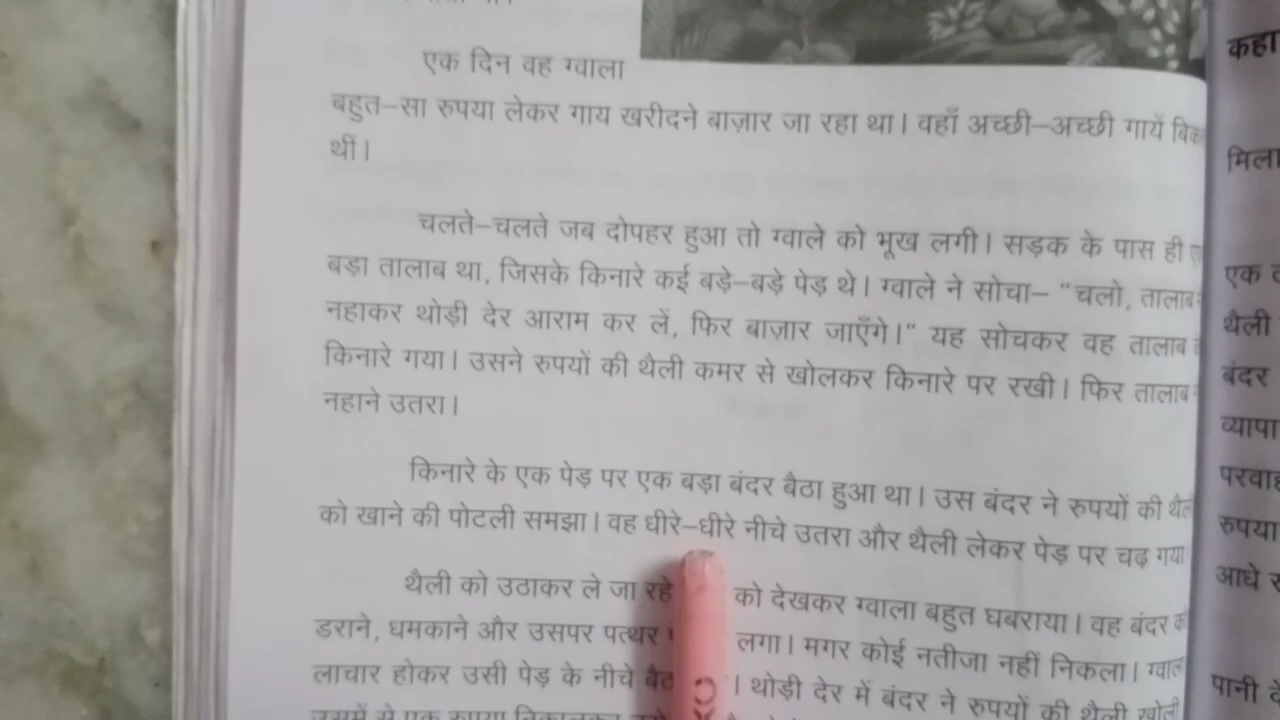 एक दिन वह ग्वाला
बहुत-सा रुपया लेकर गाय खरीदने बाज़ार जा रहा था। वहाँ अच्छी-अच्छी गायें
थीं।
चलते-चलते जब दोपहर हुआ तो ग्वाले को भूख लगी। सड़क के पास ही
बड़ा तालाब था, जिसके किनारे कई बड़े-बड़े पेड़ थे। ग्वाले ने सोचा- "चलो, तालाब
नहाकर थोड़ी देर आराम कर लें, फिर बाज़ार जाएँगे।" यह सोचकर वह तालाब
किनारे गया। उसने रुपयों की थैली कमर से खोलकर किनारे पर रखी। फिर तालाब
नहाने उतरा।
किनारे के एक पेड़ पर एक बड़ा बंदर बैठा हुआ था। उस बंदर ने रुपयों की
को खाने की पोटली समझा। वह धीरे-धीरे नीचे उतरा और थैली लेकर पेड़ पर चढ़ गया
थैली को उठाकर ले जा रहे को देखकर ग्वाला बहुत घबराया। वह बंदर
डराने, धमकाने और उसपर पत्थर लगा। मगर कोई नतीजा नहीं निकला।
लाचार होकर उसी पेड़ के नीचे । थोड़ी देर में बंदर ने रुपयों की थैली खोली
एक
थैली
बंदर
रुपया
आधे
पानी